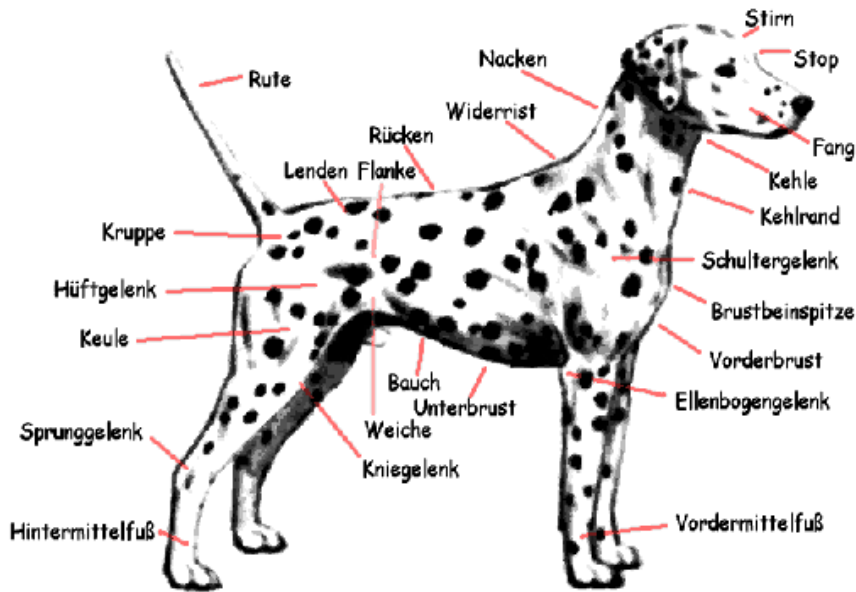 Stirn
Stop
Rute
Nacken
Widerrist
Rücken
Fang
Lenden Flanke
Kehle
Kehlrand
Kruppe
Schultergelenk
Hüftgelenk
Brustbeinspitze
Keule
Vorderbrust
Bauch
Unterbrust
Ellenbogengelenk
Sprunggelenk
Weiche
Kniegelenk
Hintermittelfuß
Vordermittelfuß